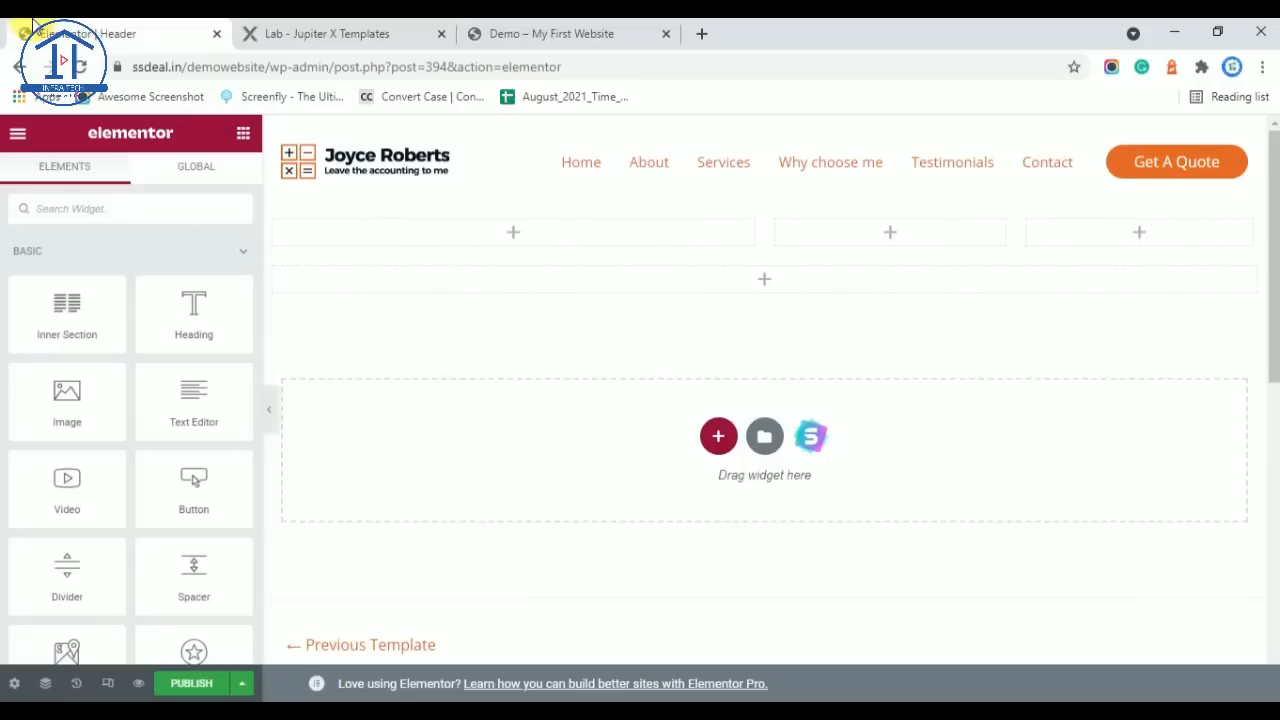 Elementor | Header
Lab - Jupiter X Templates
Demo – My First Website
ssdeal.in/demowebsite/wp-admin/post.php?post=394&action=elementor
Apps
Awesome Screenshot
Screenfly - The Ulti...
CC Convert Case | Con...
August_2021_Time_...
Reading list
INFRATECH
elementor
ELEMENTS
GLOBAL
Search Widget..
BASIC
Inner Section
Heading
Image
Text Editor
Video
Button
Divider
Spacer
PUBLISH
Joyce Roberts
Leave the accounting to me
Home
About
Services
Why choose me
Testimonials
Contact
Get A Quote
Drag widget here
← Previous Template
Love using Elementor? Learn how you can build better sites with Elementor Pro.